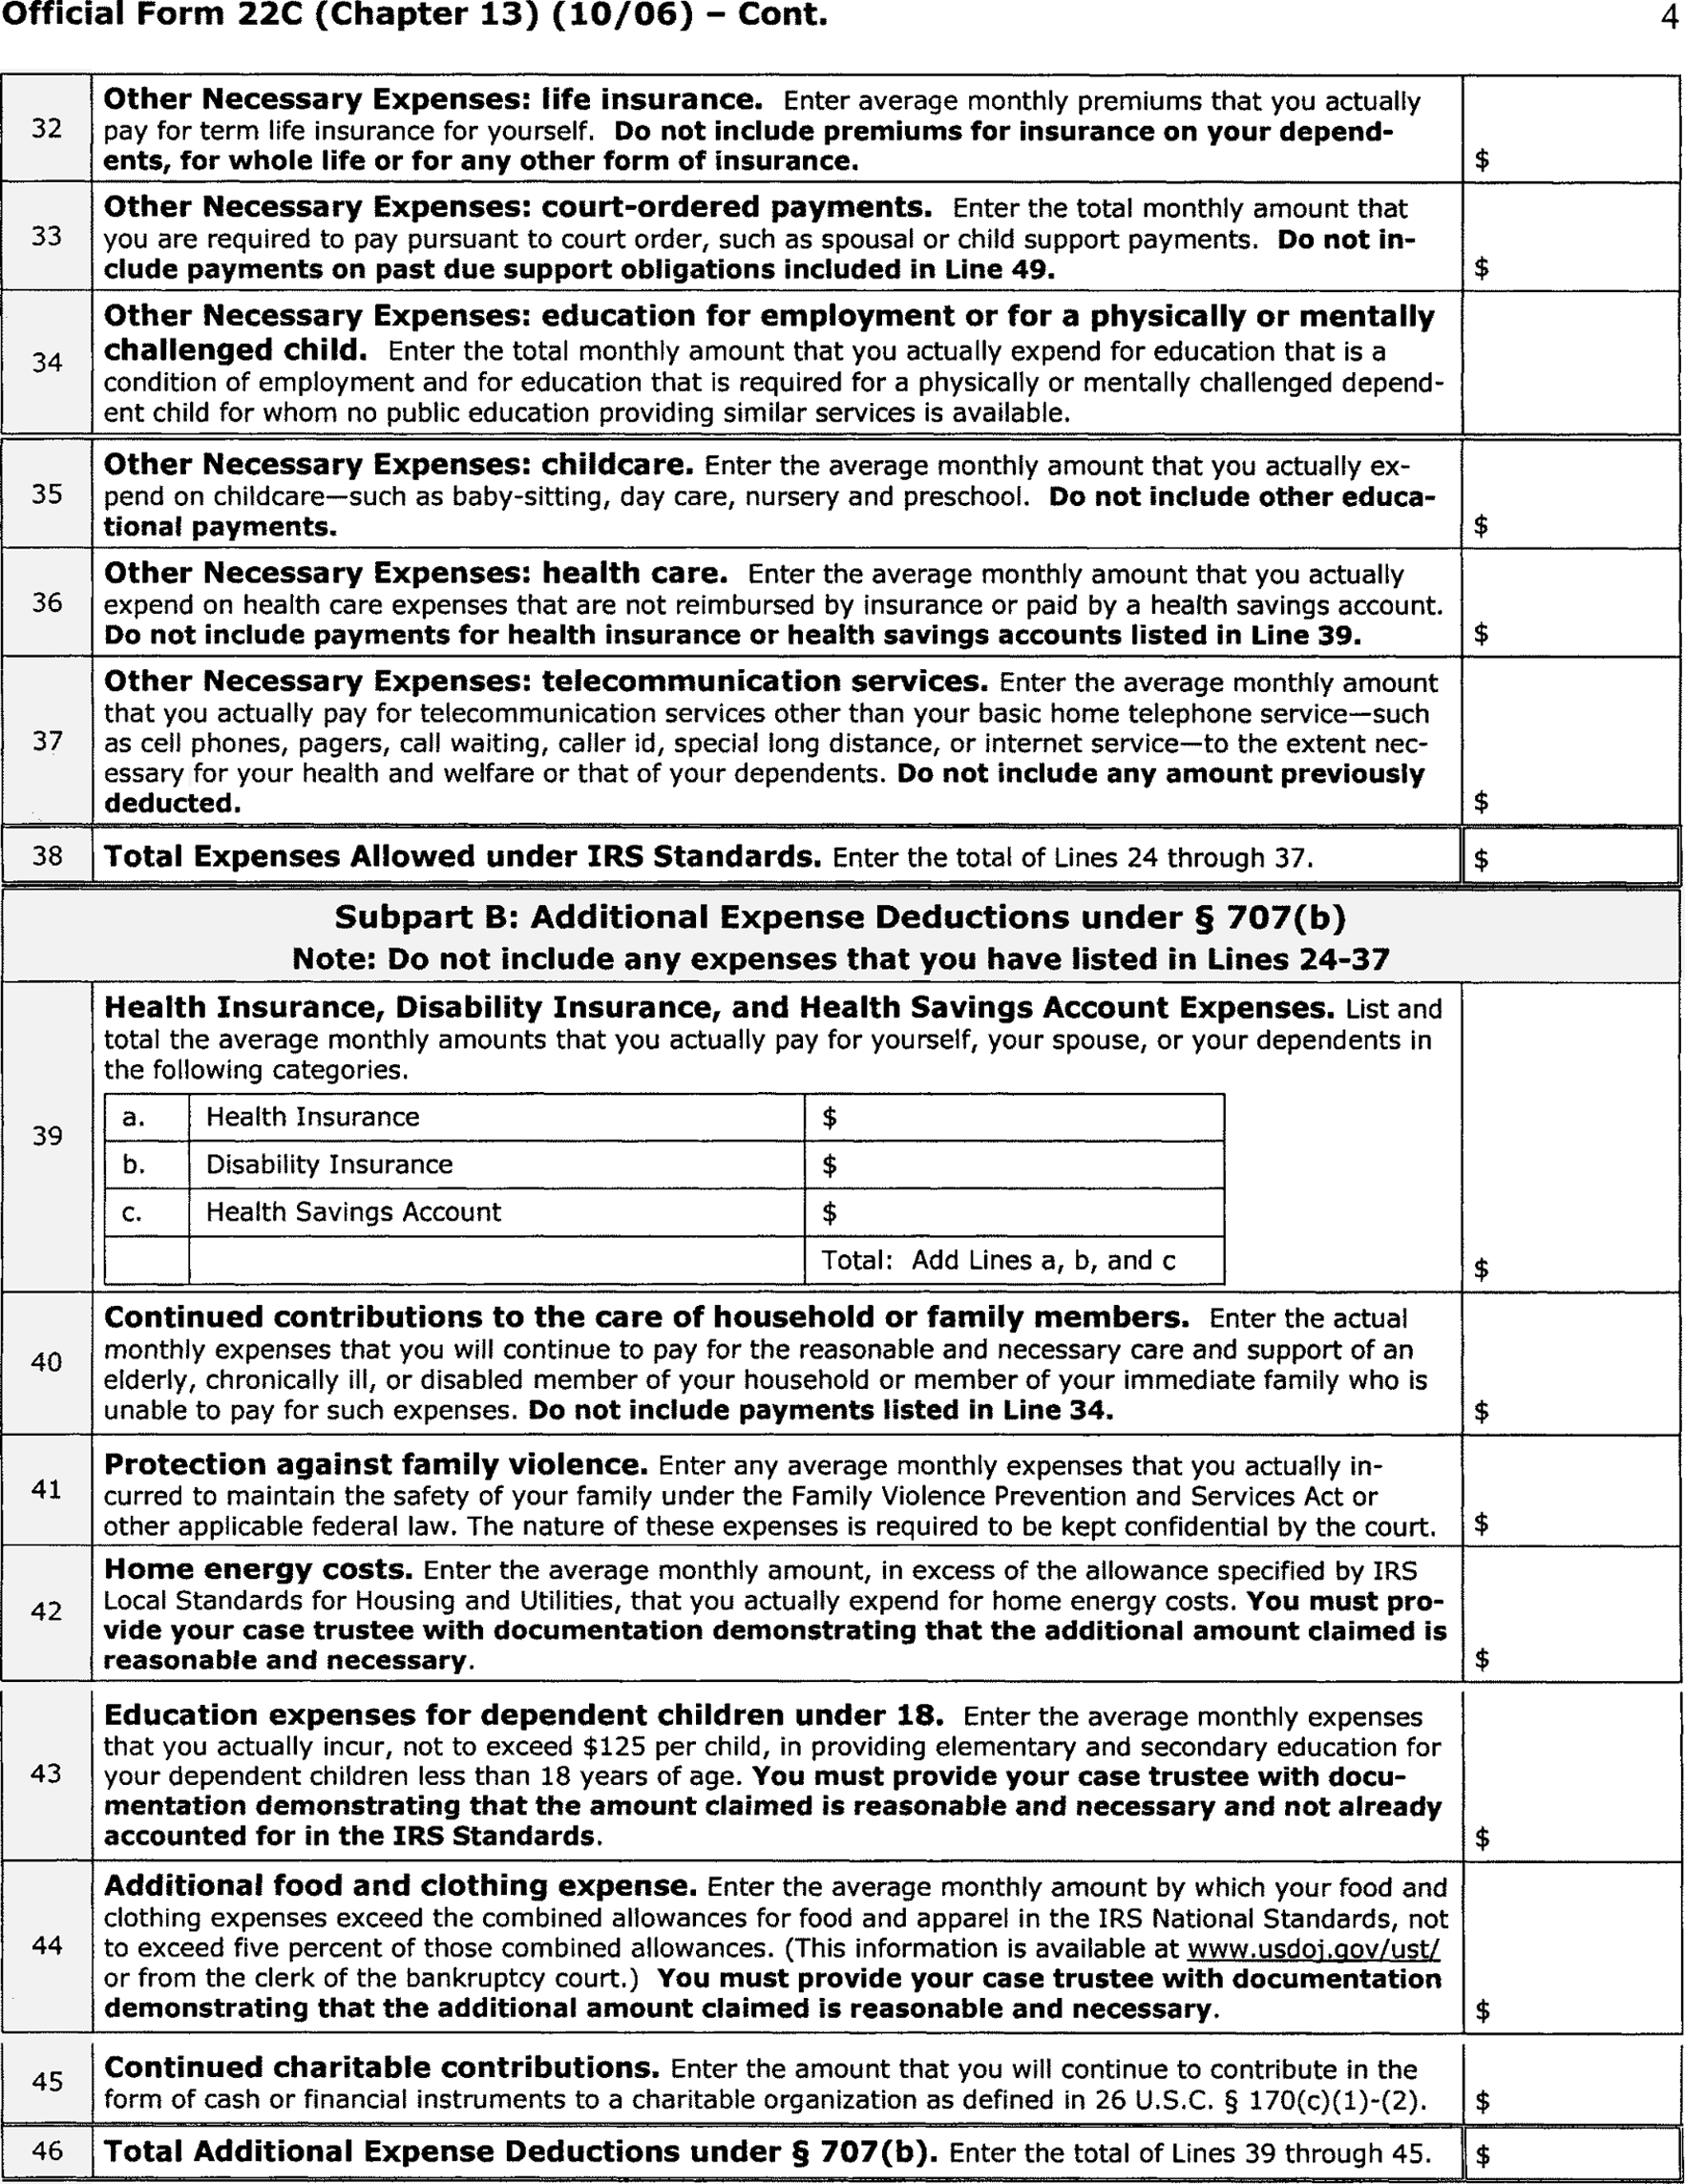 Official Form 22C (Chapter 13) (10/06) – Cont.
4
32
Other Necessary Expenses: life insurance. Enter average monthly premiums that you actually
pay for term life insurance for yourself. Do not include premiums for insurance on your depend-
ents, for whole life or for any other form of insurance.
$
33
Other Necessary Expenses: court-ordered payments. Enter the total monthly amount that
you are required to pay pursuant to court order, such as spousal or child support payments. Do not in-
clude payments on past due support obligations included in Line 49.
$
34
Other Necessary Expenses: education for employment or for a physically or mentally
challenged child. Enter the total monthly amount that you actually expend for education that is a
condition of employment and for education that is required for a physically or mentally challenged depend-
ent child for whom no public education providing similar services is available.
35
Other Necessary Expenses: childcare. Enter the average monthly amount that you actually ex-
pend on childcare—such as baby-sitting, day care, nursery and preschool. Do not include other educa-
tional payments.
$
36
Other Necessary Expenses: health care. Enter the average monthly amount that you actually
expend on health care expenses that are not reimbursed by insurance or paid by a health savings account.
Do not include payments for health insurance or health savings accounts listed in Line 39.
$
37
Other Necessary Expenses: telecommunication services. Enter the average monthly amount
that you actually pay for telecommunication services other than your basic home telephone service—such
as cell phones, pagers, call waiting, caller id, special long distance, or internet service—to the extent nec-
essary for your health and welfare or that of your dependents. Do not include any amount previously
deducted.
$
38
Total Expenses Allowed under IRS Standards. Enter the total of Lines 24 through 37.
$
Subpart B: Additional Expense Deductions under § 707(b)
Note: Do not include any expenses that you have listed in Lines 24-37
39
Health Insurance, Disability Insurance, and Health Savings Account Expenses. List and
total the average monthly amounts that you actually pay for yourself, your spouse, or your dependents in
the following categories.
a. Health Insurance $
b. Disability Insurance $
c. Health Savings Account $
Total: Add Lines a, b, and c
$
40
Continued contributions to the care of household or family members. Enter the actual
monthly expenses that you will continue to pay for the reasonable and necessary care and support of an
elderly, chronically ill, or disabled member of your household or member of your immediate family who is
unable to pay for such expenses. Do not include payments listed in Line 34.
$
41
Protection against family violence. Enter any average monthly expenses that you actually in-
curred to maintain the safety of your family under the Family Violence Prevention and Services Act or
other applicable federal law. The nature of these expenses is required to be kept confidential by the court.
$
42
Home energy costs. Enter the average monthly amount, in excess of the allowance specified by IRS
Local Standards for Housing and Utilities, that you actually expend for home energy costs. You must pro-
vide your case trustee with documentation demonstrating that the additional amount claimed is
reasonable and necessary.
$
43
Education expenses for dependent children under 18. Enter the average monthly expenses
that you actually incur, not to exceed $125 per child, in providing elementary and secondary education for
your dependent children less than 18 years of age. You must provide your case trustee with docu-
mentation demonstrating that the amount claimed is reasonable and necessary and not already
accounted for in the IRS Standards.
$
44
Additional food and clothing expense. Enter the average monthly amount by which your food and
clothing expenses exceed the combined allowances for food and apparel in the IRS National Standards, not
to exceed five percent of those combined allowances. (This information is available at www.usdoj.gov/ust/
or from the clerk of the bankruptcy court.) You must provide your case trustee with documentation
demonstrating that the additional amount claimed is reasonable and necessary.
$
45
Continued charitable contributions. Enter the amount that you will continue to contribute in the
form of cash or financial instruments to a charitable organization as defined in 26 U.S.C. § 170(c)(1)-(2).
$
46
Total Additional Expense Deductions under § 707(b). Enter the total of Lines 39 through 45.
$